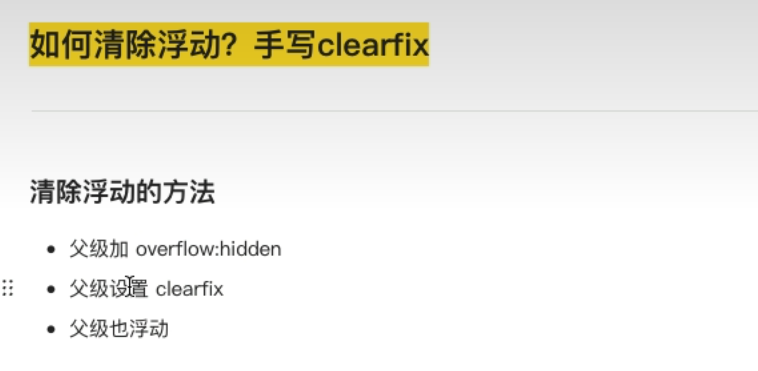 如何清除浮动？手写clearfix
清除浮动的方法
父级加 overflow:hidden
父级设置 clearfix
父级也浮动